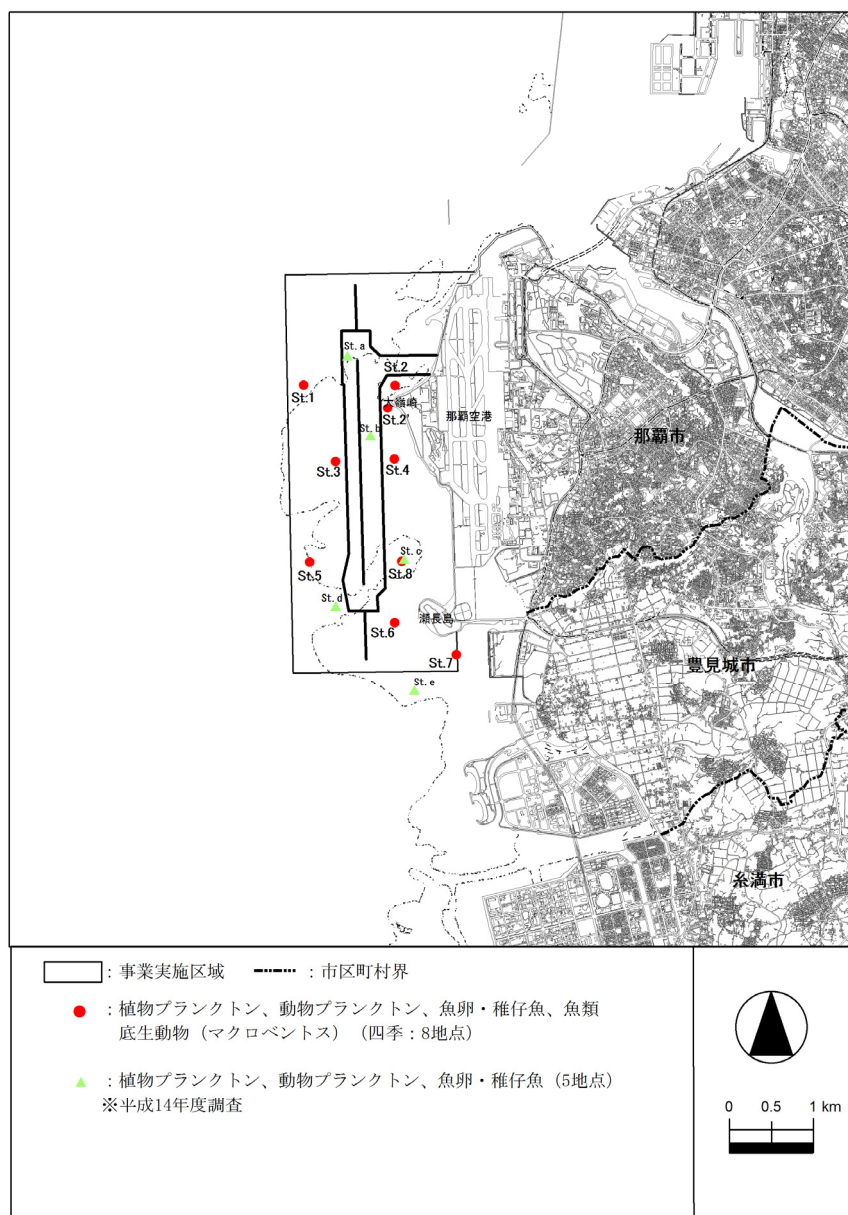 St.a
St.2
St.1
大嶺崎
St.2'
那覇空港
St.b
那覇市
St.3
St.4
St.c
St.5
St.8
St.d
瀬長島
St.6
St.7
豊見城市
St.e
糸満市
：事業実施区域 ：市区町村界
：植物プランクトン、動物プランクトン、魚卵・稚仔魚、魚類
底生動物（マクロベントス）（四季：8地点）
：植物プランクトン、動物プランクトン、魚卵・稚仔魚（5地点）
※平成14年度調査
0 0.5 1 km